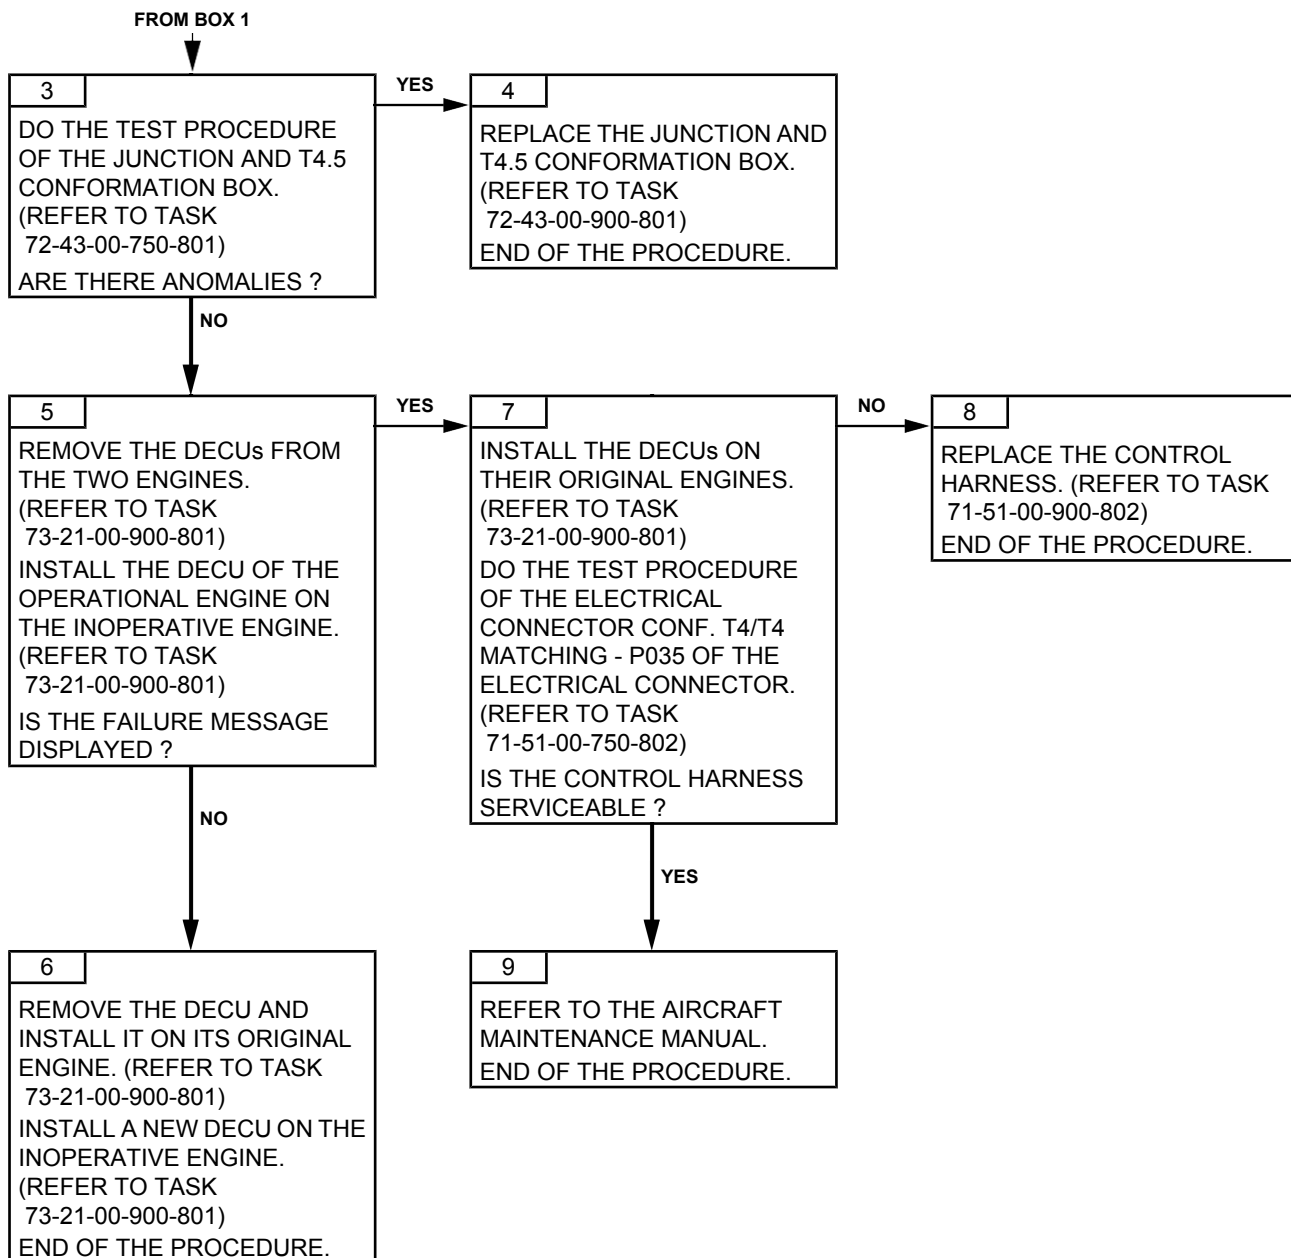 FROM BOX 1
3
DO THE TEST PROCEDURE
OF THE JUNCTION AND T4.5
CONFORMATION BOX.
(REFER TO TASK
72-43-00-750-801)
ARE THERE ANOMALIES ?
YES
4
REPLACE THE JUNCTION AND
T4.5 CONFORMATION BOX.
(REFER TO TASK
72-43-00-900-801)
END OF THE PROCEDURE.
NO
5
REMOVE THE DECUs FROM
THE TWO ENGINES.
(REFER TO TASK
73-21-00-900-801)
INSTALL THE DECU OF THE
OPERATIONAL ENGINE ON
THE INOPERATIVE ENGINE.
(REFER TO TASK
73-21-00-900-801)
IS THE FAILURE MESSAGE
DISPLAYED ?
YES
7
INSTALL THE DECUs ON
THEIR ORIGINAL ENGINES.
(REFER TO TASK
73-21-00-900-801)
DO THE TEST PROCEDURE
OF THE ELECTRICAL
CONNECTOR CONF. T4/T4
MATCHING - P035 OF THE
ELECTRICAL CONNECTOR.
(REFER TO TASK
71-51-00-750-802)
IS THE CONTROL HARNESS
SERVICEABLE ?
NO
8
REPLACE THE CONTROL
HARNESS. (REFER TO TASK
71-51-00-900-802)
END OF THE PROCEDURE.
NO
YES
6
REMOVE THE DECU AND
INSTALL IT ON ITS ORIGINAL
ENGINE. (REFER TO TASK
73-21-00-900-801)
INSTALL A NEW DECU ON THE
INOPERATIVE ENGINE.
(REFER TO TASK
73-21-00-900-801)
END OF THE PROCEDURE.
9
REFER TO THE AIRCRAFT
MAINTENANCE MANUAL.
END OF THE PROCEDURE.